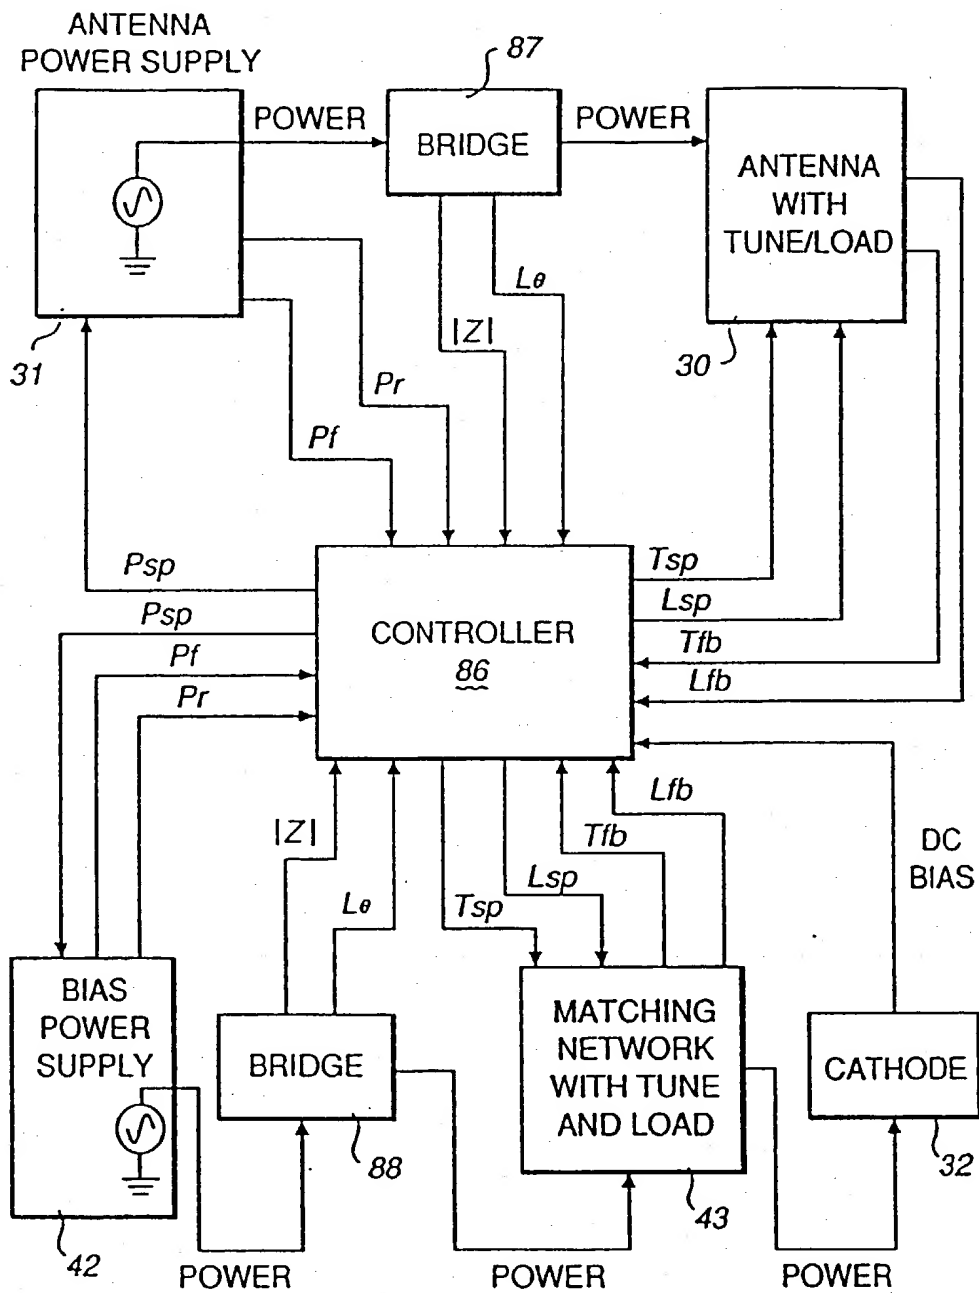 ANTENNA
POWER SUPPLY
87
POWER
BRIDGE
POWER
ANTENNA
WITH
TUNE/LOAD
Lθ
|Z|
31
30
Pr
Pf
Psp
Tsp
Lsp
Psp
CONTROLLER
86
Tfb
Pf
Lfb
Pr
|Z|
Lfb
Tfb
DC
BIAS
Lθ
Lsp
Tsp
BIAS
POWER
SUPPLY
BRIDGE
MATCHING
NETWORK
WITH TUNE
AND LOAD
CATHODE
88
32
43
42
POWER
POWER
POWER